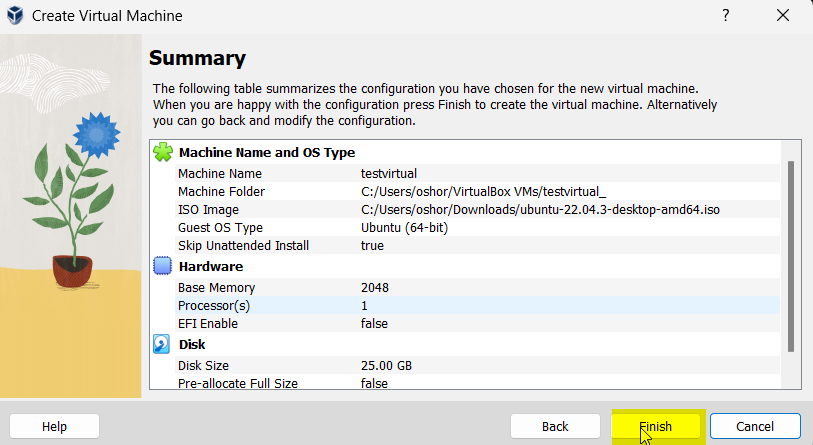 Create Virtual Machine ?
Summary
The following table summarizes the configuration you have chosen for the new virtual machine.
When you are happy with the configuration press Finish to create the virtual machine. Alternatively
you can go back and modify the configuration.
Machine Name and OS Type
Machine Name testvirtual
Machine Folder C:/Users/oshor/VirtualBox VMs/testvirtual_
ISO Image C:/Users/oshor/Downloads/ubuntu-22.04.3-desktop-amd64.iso
Guest OS Type Ubuntu (64-bit)
Skip Unattended Install true
Hardware
Base Memory 2048
Processor(s) 1
EFI Enable false
Disk
Disk Size 25.00 GB
Pre-allocate Full Size false
Help Back Finish Cancel